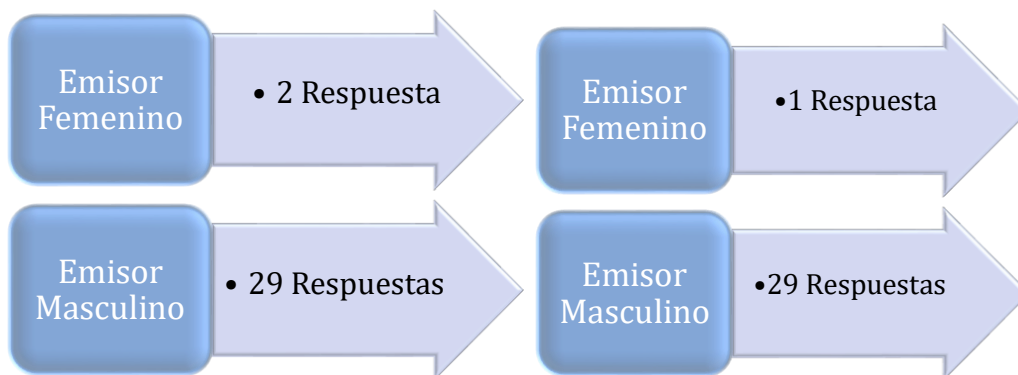 Emisor
Femenino
• 2 Respuesta
Emisor
Femenino
•1 Respuesta
Emisor
Masculino
• 29 Respuestas
Emisor
Masculino
•29 Respuestas